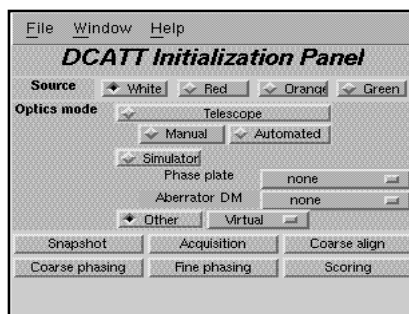 File Window Help
DCATT Initialization Panel
Source White Red Orange Green
Optics mode Telescope
Manual Automated
Simulator
Phase plate none
Aberrator DM none
Other Virtual
Snapshot Acquisition Coarse align
Coarse phasing Fine phasing Scoring